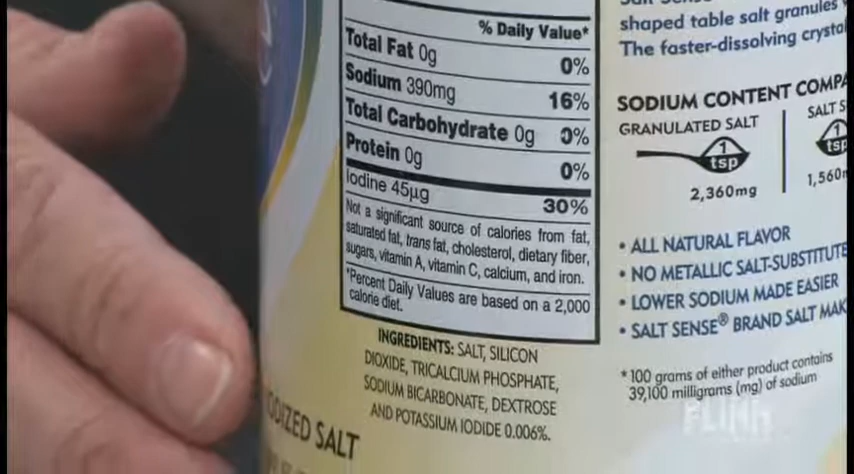 % Daily Value*
Total Fat 0g 0%
Sodium 390mg 16%
Total Carbohydrate 0g 0%
Protein 0g 0%
Iodine 45µg 30%
Not a significant source of calories from fat,
saturated fat, trans fat, cholesterol, dietary fiber,
sugars, vitamin A, vitamin C, calcium, and iron.
*Percent Daily Values are based on a 2,000
calorie diet.
INGREDIENTS: SALT, SILICON
DIOXIDE, TRICALCIUM PHOSPHATE,
SODIUM BICARBONATE, DEXTROSE
AND POTASSIUM IODIDE 0.006%.
SALT
shaped table salt granules
The faster-dissolving
SODIUM CONTENT
GRANULATED SALT
1
tsp
2,360mg
SALT
1
tsp
1,560
• ALL NATURAL FLAVOR
• NO METALLIC SALT-SUBSTITUTE
• LOWER SODIUM MADE EASIER
• SALT SENSE® BRAND SALT
*100 grams of either product contains
39,100 milligrams (mg) of sodium
FLINN